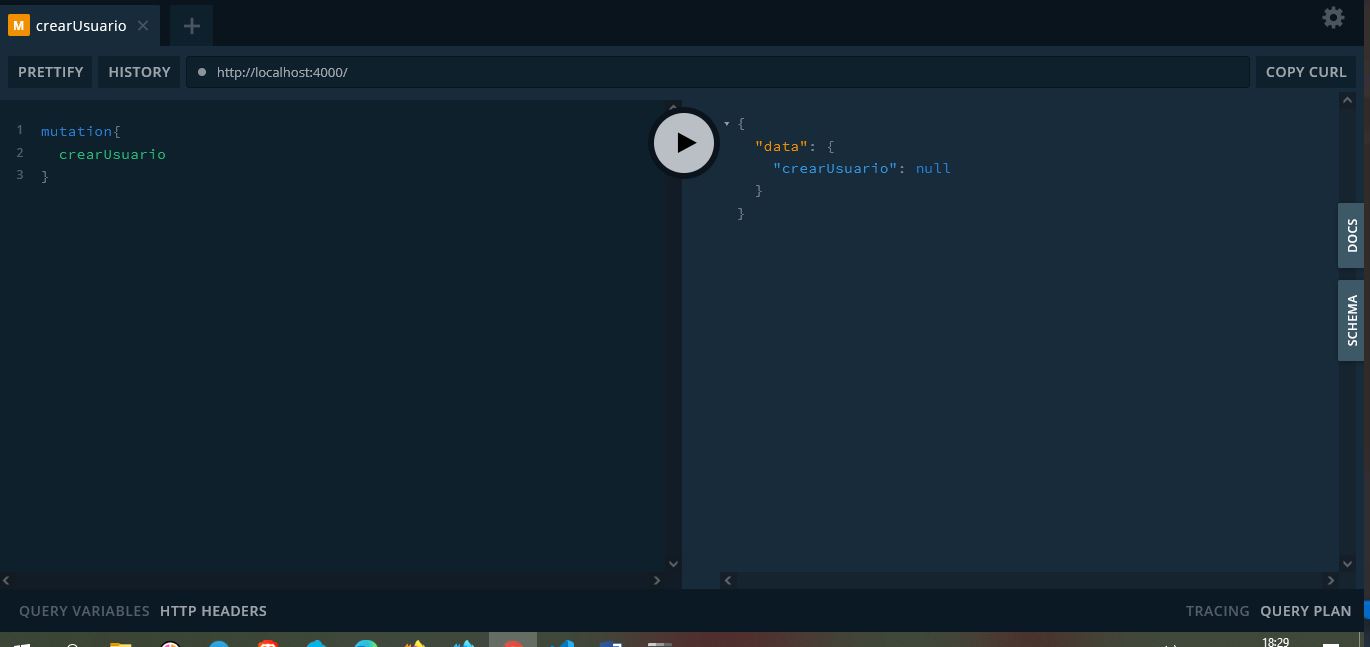 M crearUsuario
PRETTIFY HISTORY http://localhost:4000/ COPY CURL
1 mutation{
2 crearUsuario
3 }
{
"data": {
"crearUsuario": null
}
}
DOCS
SCHEMA
QUERY VARIABLES HTTP HEADERS
TRACING QUERY PLAN
18:29